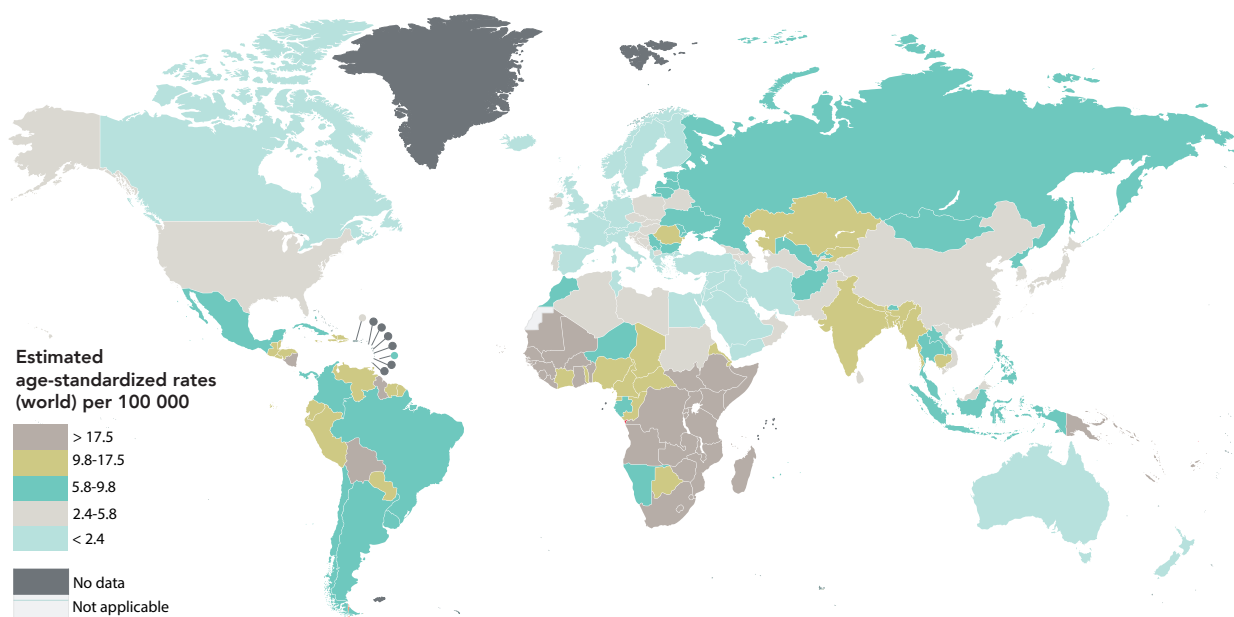 Estimated
age-standardized rates
(world) per 100 000
> 17.5
9.8-17.5
5.8-9.8
2.4-5.8
< 2.4
No data
Not applicable